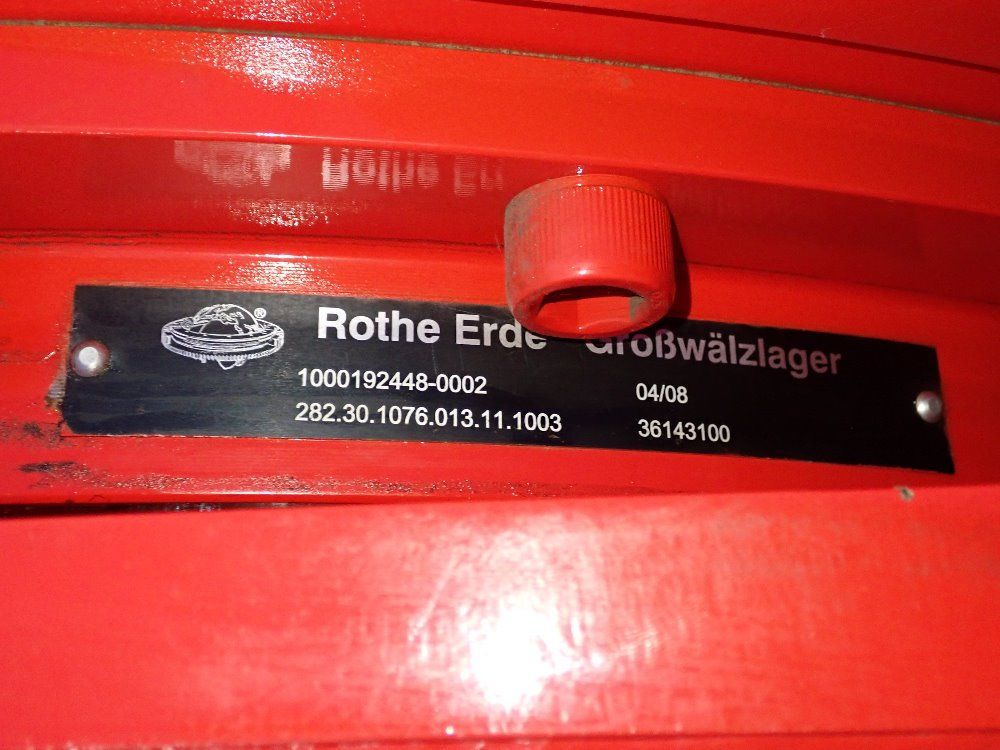 Rothe Erde Großwälzlager
1000192448-0002 04/08
282.30.1076.013.11.1003 36143100